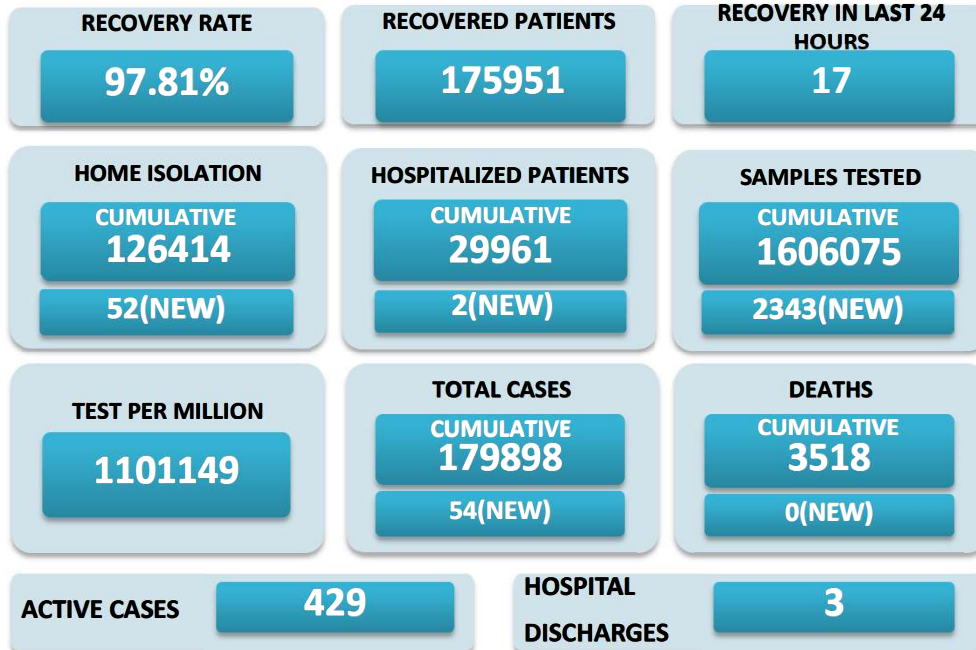 RECOVERY RATE
97.81%
RECOVERED PATIENTS
175951
RECOVERY IN LAST 24
HOURS
17
HOME ISOLATION
CUMULATIVE
126414
52(NEW)
HOSPITALIZED PATIENTS
CUMULATIVE
29961
2(NEW)
SAMPLES TESTED
CUMULATIVE
1606075
2343(NEW)
TEST PER MILLION
1101149
TOTAL CASES
CUMULATIVE
179898
54(NEW)
DEATHS
CUMULATIVE
3518
0(NEW)
ACTIVE CASES
429
HOSPITAL
DISCHARGES
3